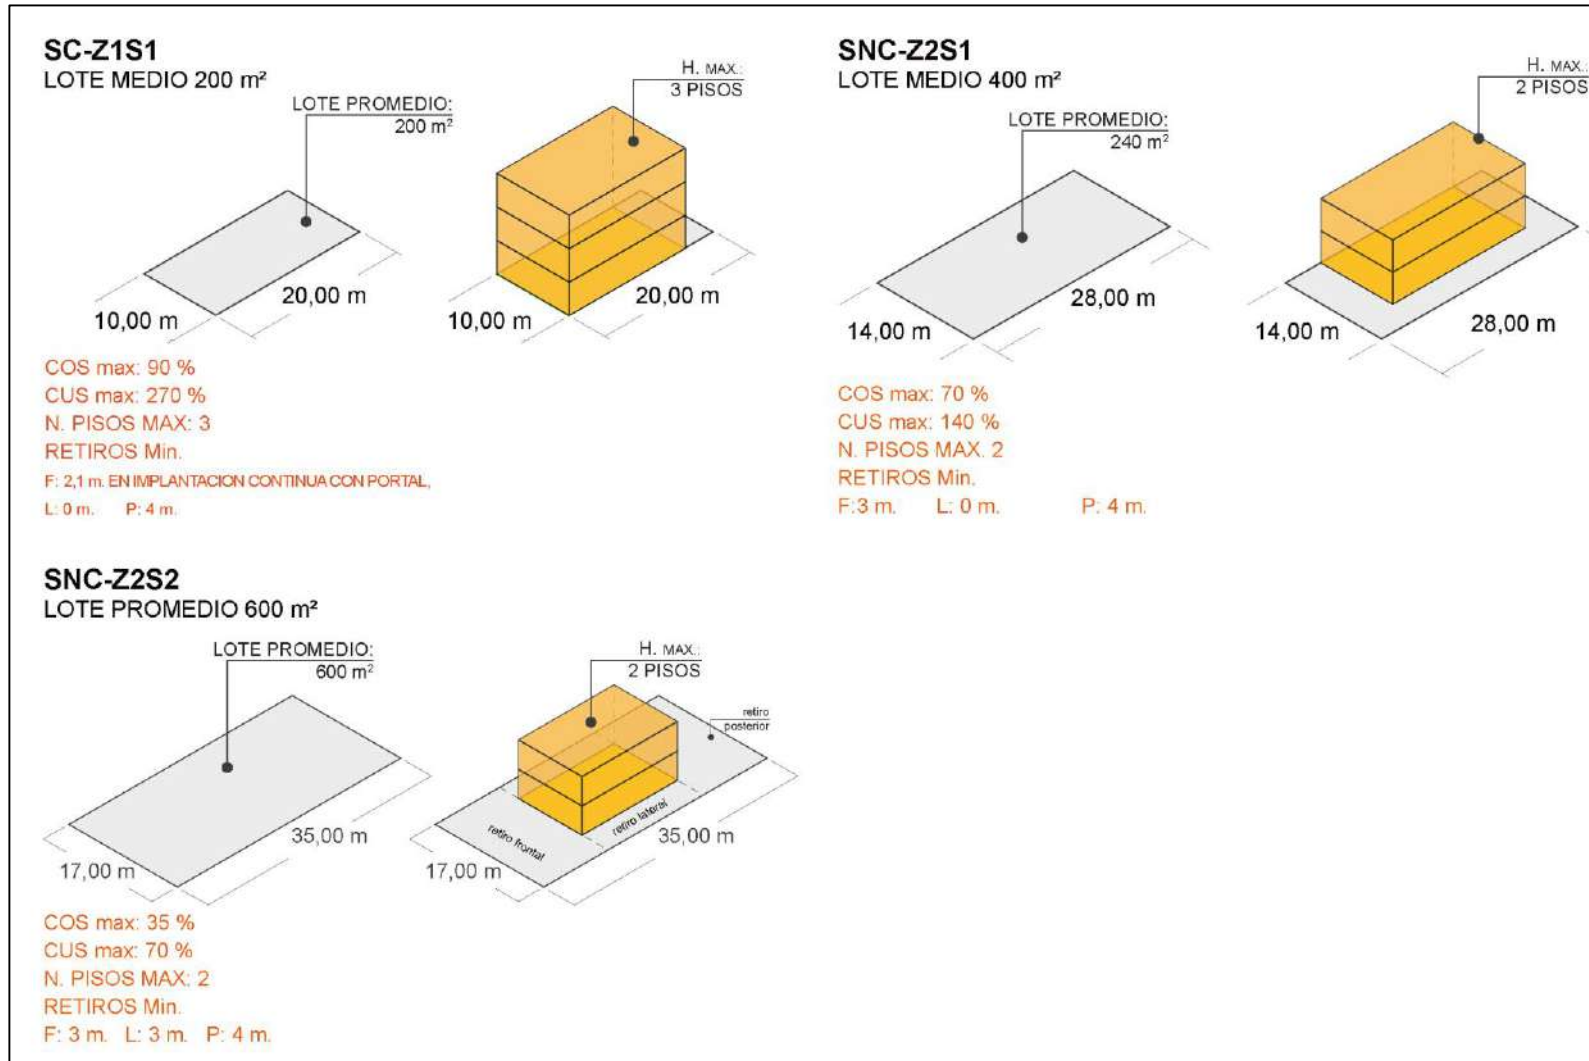 SC-Z1S1
LOTE MEDIO 200 m²
LOTE PROMEDIO:
200 m²
H. MAX.:
3 PISOS
10,00 m
20,00 m
10,00 m
20,00 m
COS max: 90 %
CUS max: 270 %
N. PISOS MAX: 3
RETIROS Min.
F: 2,1 m. EN IMPLANTACION CONTINUA CON PORTAL,
L: 0 m. P: 4 m.
SNC-Z2S1
LOTE MEDIO 400 m²
LOTE PROMEDIO:
240 m²
H. MAX.:
2 PISOS
14,00 m
28,00 m
14,00 m
28,00 m
COS max: 70 %
CUS max: 140 %
N. PISOS MAX. 2
RETIROS Min.
F:3 m. L: 0 m. P: 4 m.
SNC-Z2S2
LOTE PROMEDIO 600 m²
LOTE PROMEDIO:
600 m²
H. MAX.:
2 PISOS
retiro
posterior
retiro frontal
retiro lateral
17,00 m
35,00 m
17,00 m
35,00 m
COS max: 35 %
CUS max: 70 %
N. PISOS MAX: 2
RETIROS Min.
F: 3 m. L: 3 m. P: 4 m.